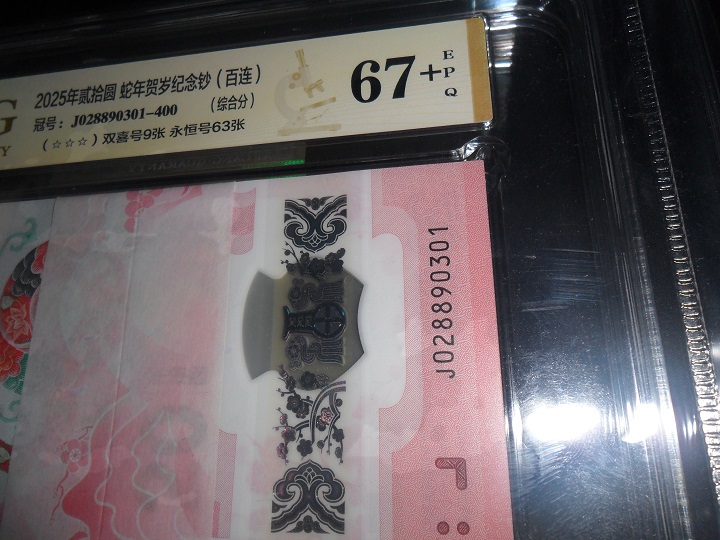 2025年贰拾圆 蛇年贺岁纪念钞（百连）
冠号：J028890301-400 （综合分）
（☆☆☆）双喜号9张 永恒号63张
G
Y
67+
E
P
Q
J028890301